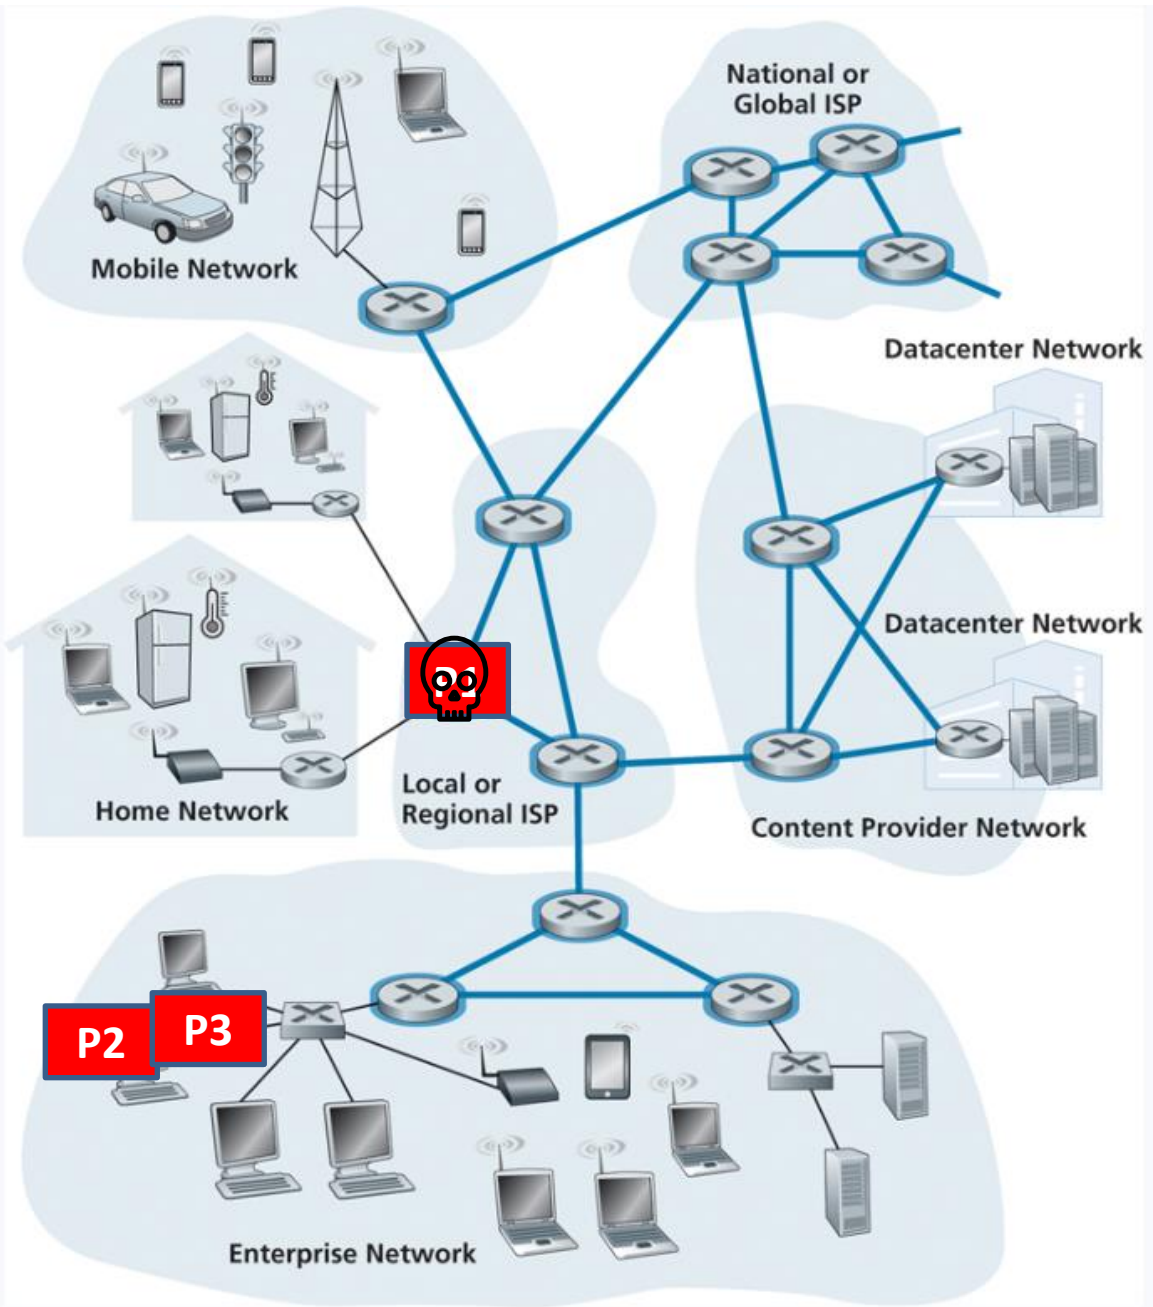 National or
Global ISP
Mobile Network
Datacenter Network
Datacenter Network
P1
Local or
Regional ISP
Home Network
Content Provider Network
P2
P3
Enterprise Network